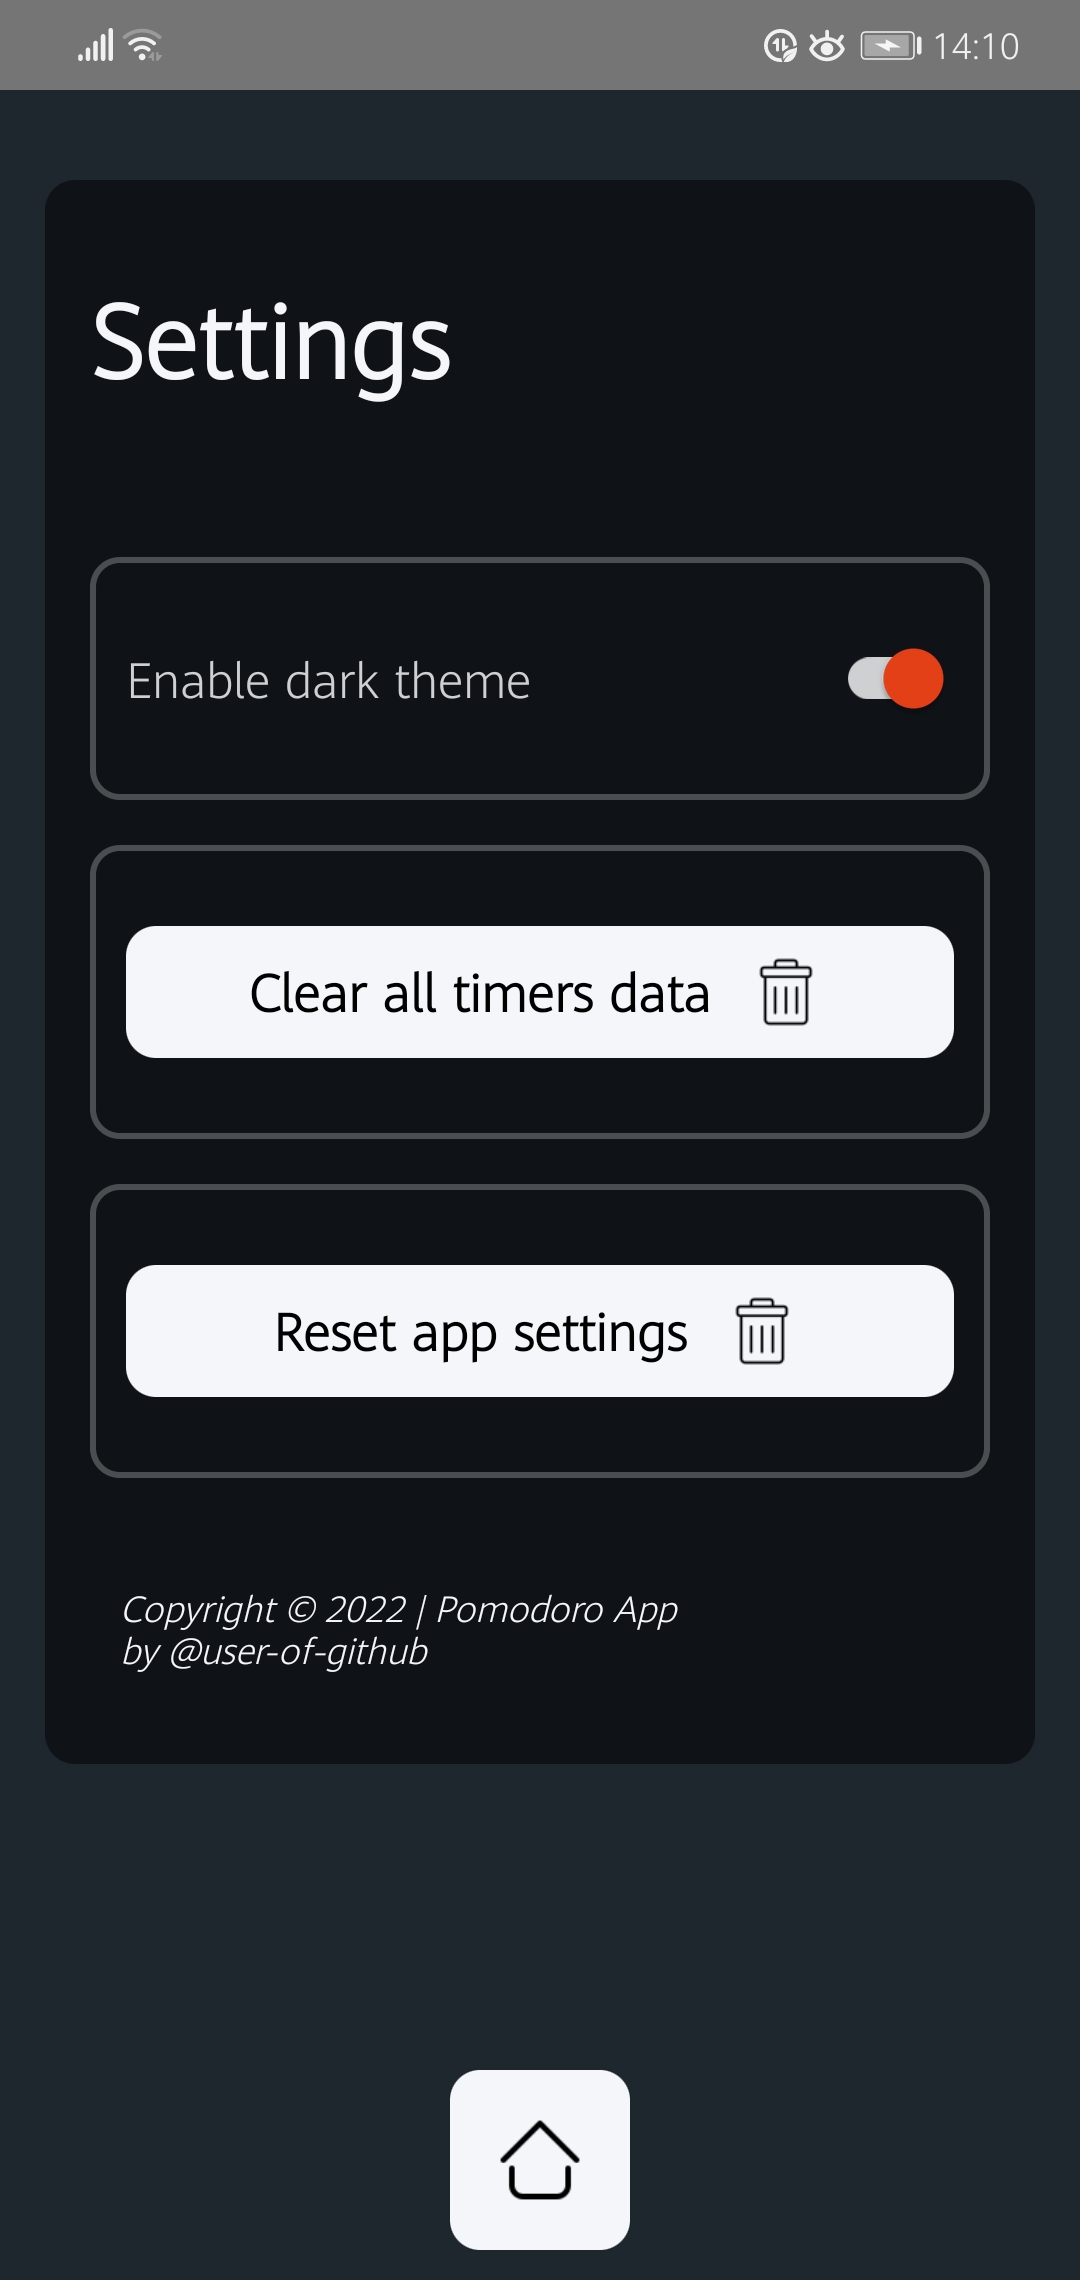 14:10
Settings
Enable dark theme
Clear all timers data
Reset app settings
Copyright © 2022 | Pomodoro App
by @user-of-github